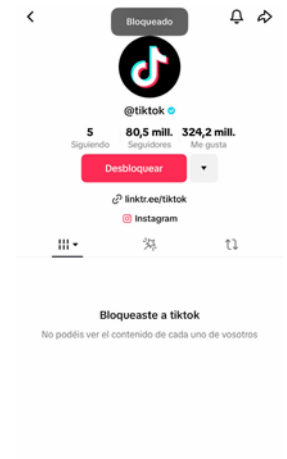 Bloqueado
@tiktok
5 80,5 mill. 324,2 mill.
Siguiendo Seguidores Me gusta
Desbloquear
linktr.ee/tiktok
Instagram
Bloqueaste a tiktok
No podéis ver el contenido de cada uno de vosotros